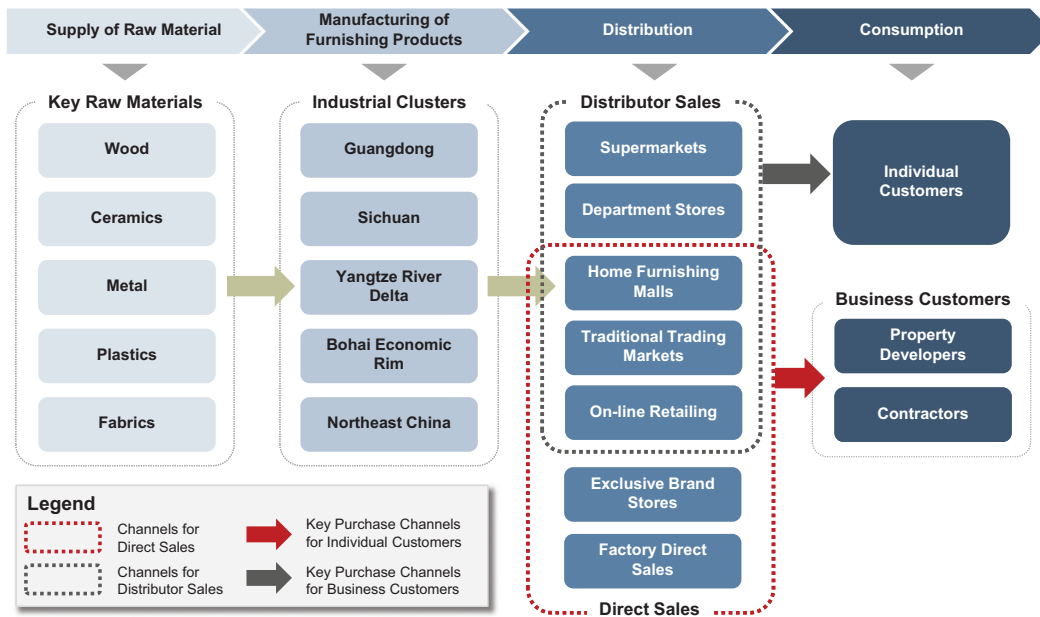 Supply of Raw Material
Manufacturing of
Furnishing Products
Distribution
Consumption
Key Raw Materials
Wood
Ceramics
Metal
Plastics
Fabrics
Industrial Clusters
Guangdong
Sichuan
Yangtze River
Delta
Bohai Economic
Rim
Northeast China
Distributor Sales
Supermarkets
Department Stores
Home Furnishing
Malls
Traditional Trading
Markets
On-line Retailing
Exclusive Brand
Stores
Factory Direct
Sales
Direct Sales
Individual
Customers
Business Customers
Property
Developers
Contractors
Legend
Channels for
Direct Sales
Key Purchase Channels
for Individual Customers
Channels for
Distributor Sales
Key Purchase Channels
for Business Customers